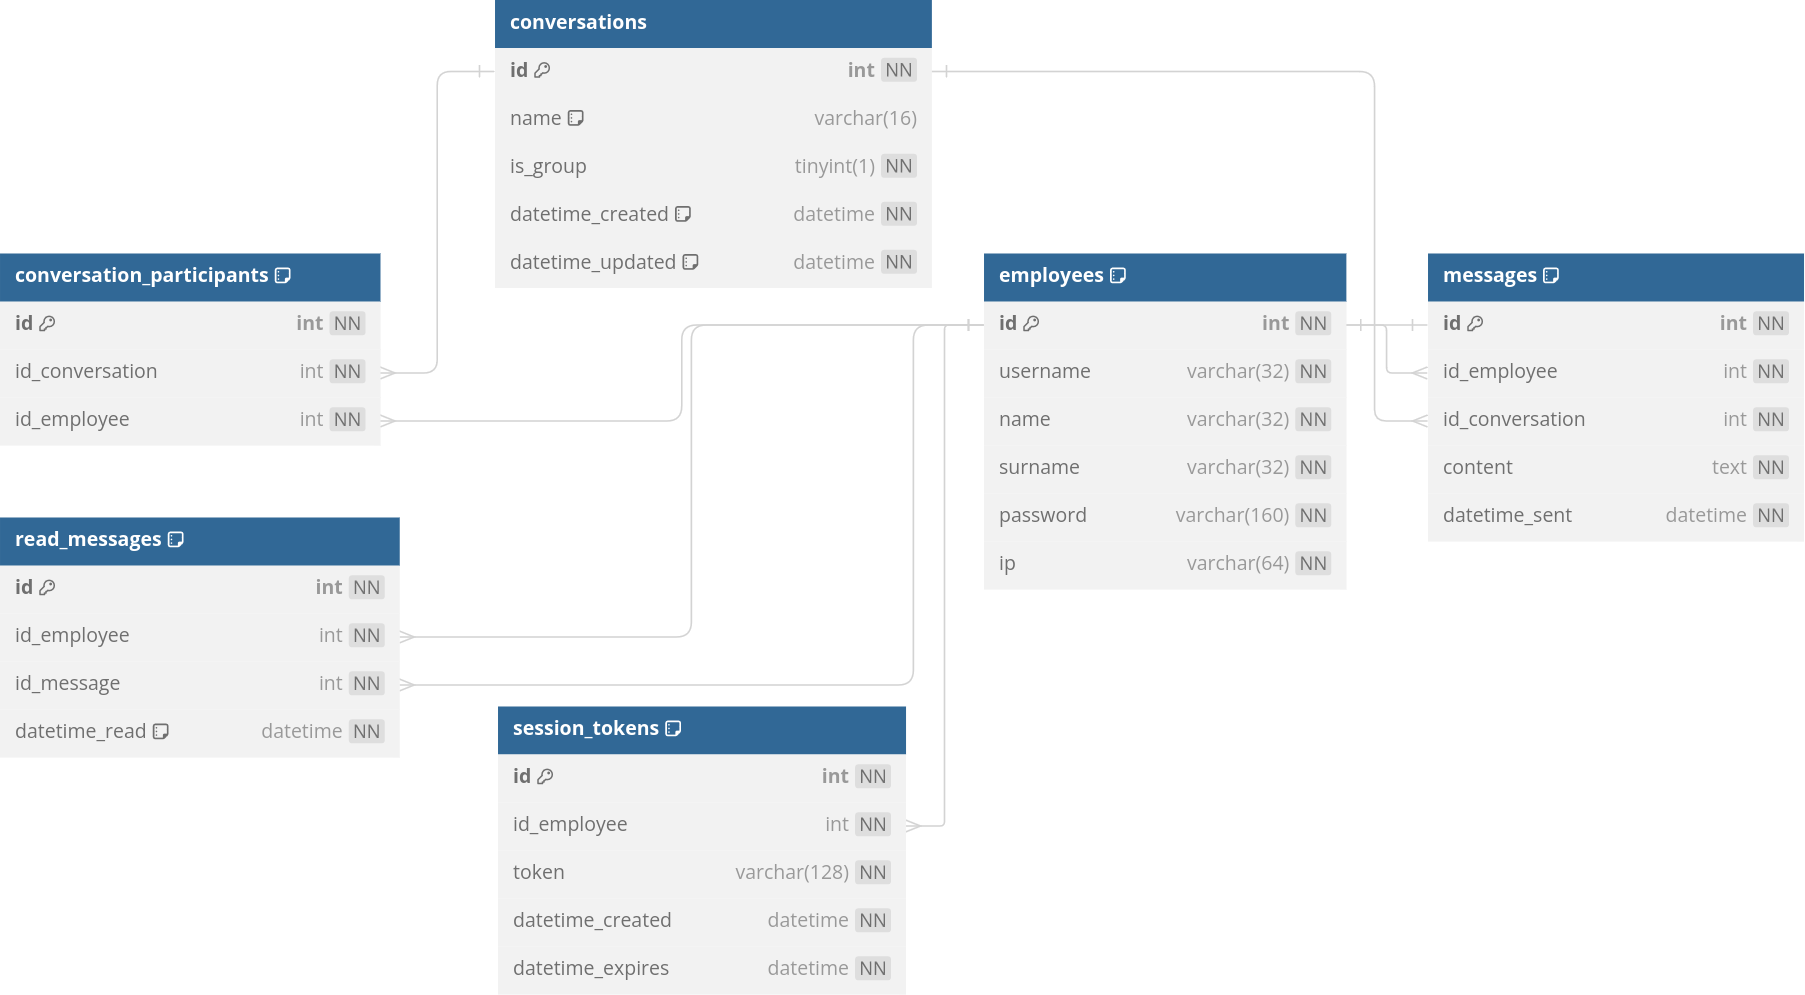 conversations
id int NN
name varchar(16)
is_group tinyint(1) NN
datetime_created datetime NN
datetime_updated datetime NN
conversation_participants
id int NN
id_conversation int NN
id_employee int NN
employees
id int NN
username varchar(32) NN
name varchar(32) NN
surname varchar(32) NN
password varchar(160) NN
ip varchar(64) NN
messages
id int NN
id_employee int NN
id_conversation int NN
content text NN
datetime_sent datetime NN
read_messages
id int NN
id_employee int NN
id_message int NN
datetime_read datetime NN
session_tokens
id int NN
id_employee int NN
token varchar(128) NN
datetime_created datetime NN
datetime_expires datetime NN